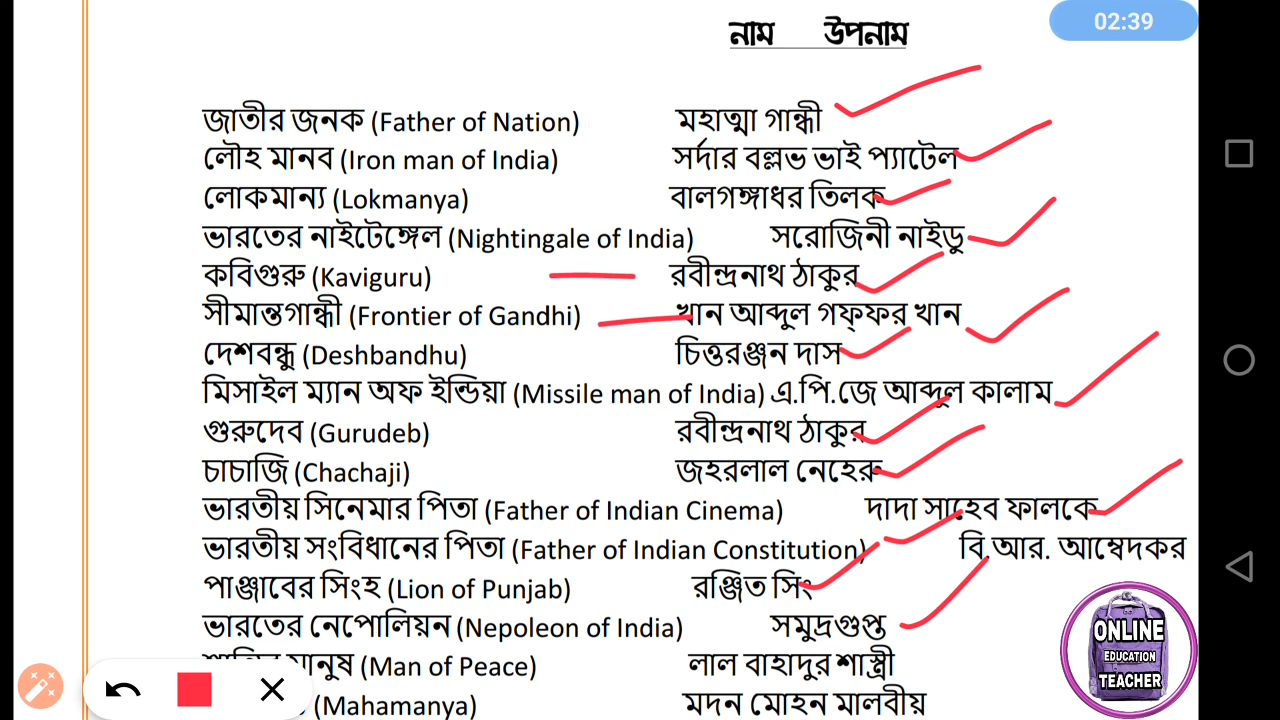 নাম উপনাম
02:39
জাতীর জনক (Father of Nation) মহাত্মা গান্ধী
লৌহ মানব (Iron man of India) সর্দার বল্লভ ভাই প্যাটেল
লোকমান্য (Lokmanya) বালগঙ্গাধর তিলক
ভারতের নাইটেঙ্গেল (Nightingale of India) সরোজিনী নাইডু
কবিগুরু (Kaviguru) রবীন্দ্রনাথ ঠাকুর
সীমান্তগান্ধী (Frontier of Gandhi) খান আব্দুল গফ্ফর খান
দেশবন্ধু (Deshbandhu) চিত্তরঞ্জন দাস
মিসাইল ম্যান অফ ইন্ডিয়া (Missile man of India) এ.পি.জে আব্দুল কালাম
গুরুদেব (Gurudeb) রবীন্দ্রনাথ ঠাকুর
চাচাজি (Chachaji) জহরলাল নেহেরু
ভারতীয় সিনেমার পিতা (Father of Indian Cinema) দাদা সাহেব ফালকে
ভারতীয় সংবিধানের পিতা (Father of Indian Constitution) বি.আর. আম্বেদকর
পাঞ্জাবের সিংহ (Lion of Punjab) রঞ্জিত সিং
ভারতের নেপোলিয়ন (Nepoleon of India) সমুদ্রগুপ্ত
মানুষ (Man of Peace) লাল বাহাদুর শাস্ত্রী
(Mahamanya) মদন মোহন মালবীয়
ONLINE
EDUCATION
TEACHER